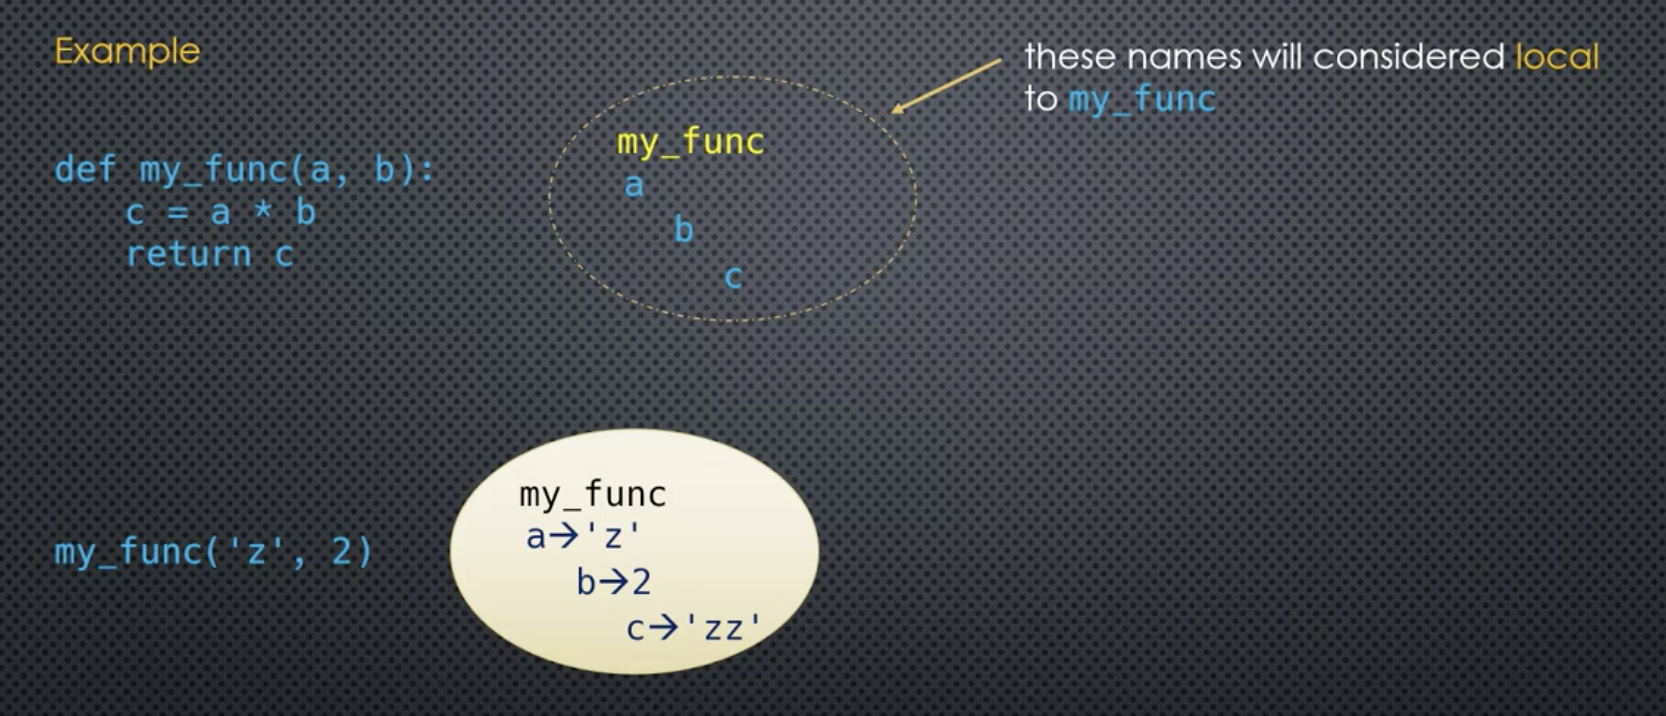 Example
these names will considered local
to my_func
def my_func(a, b):
c = a * b
return c
my_func
a
b
c
my_func('z', 2)
my_func
a→'z'
b→2
c→'zz'